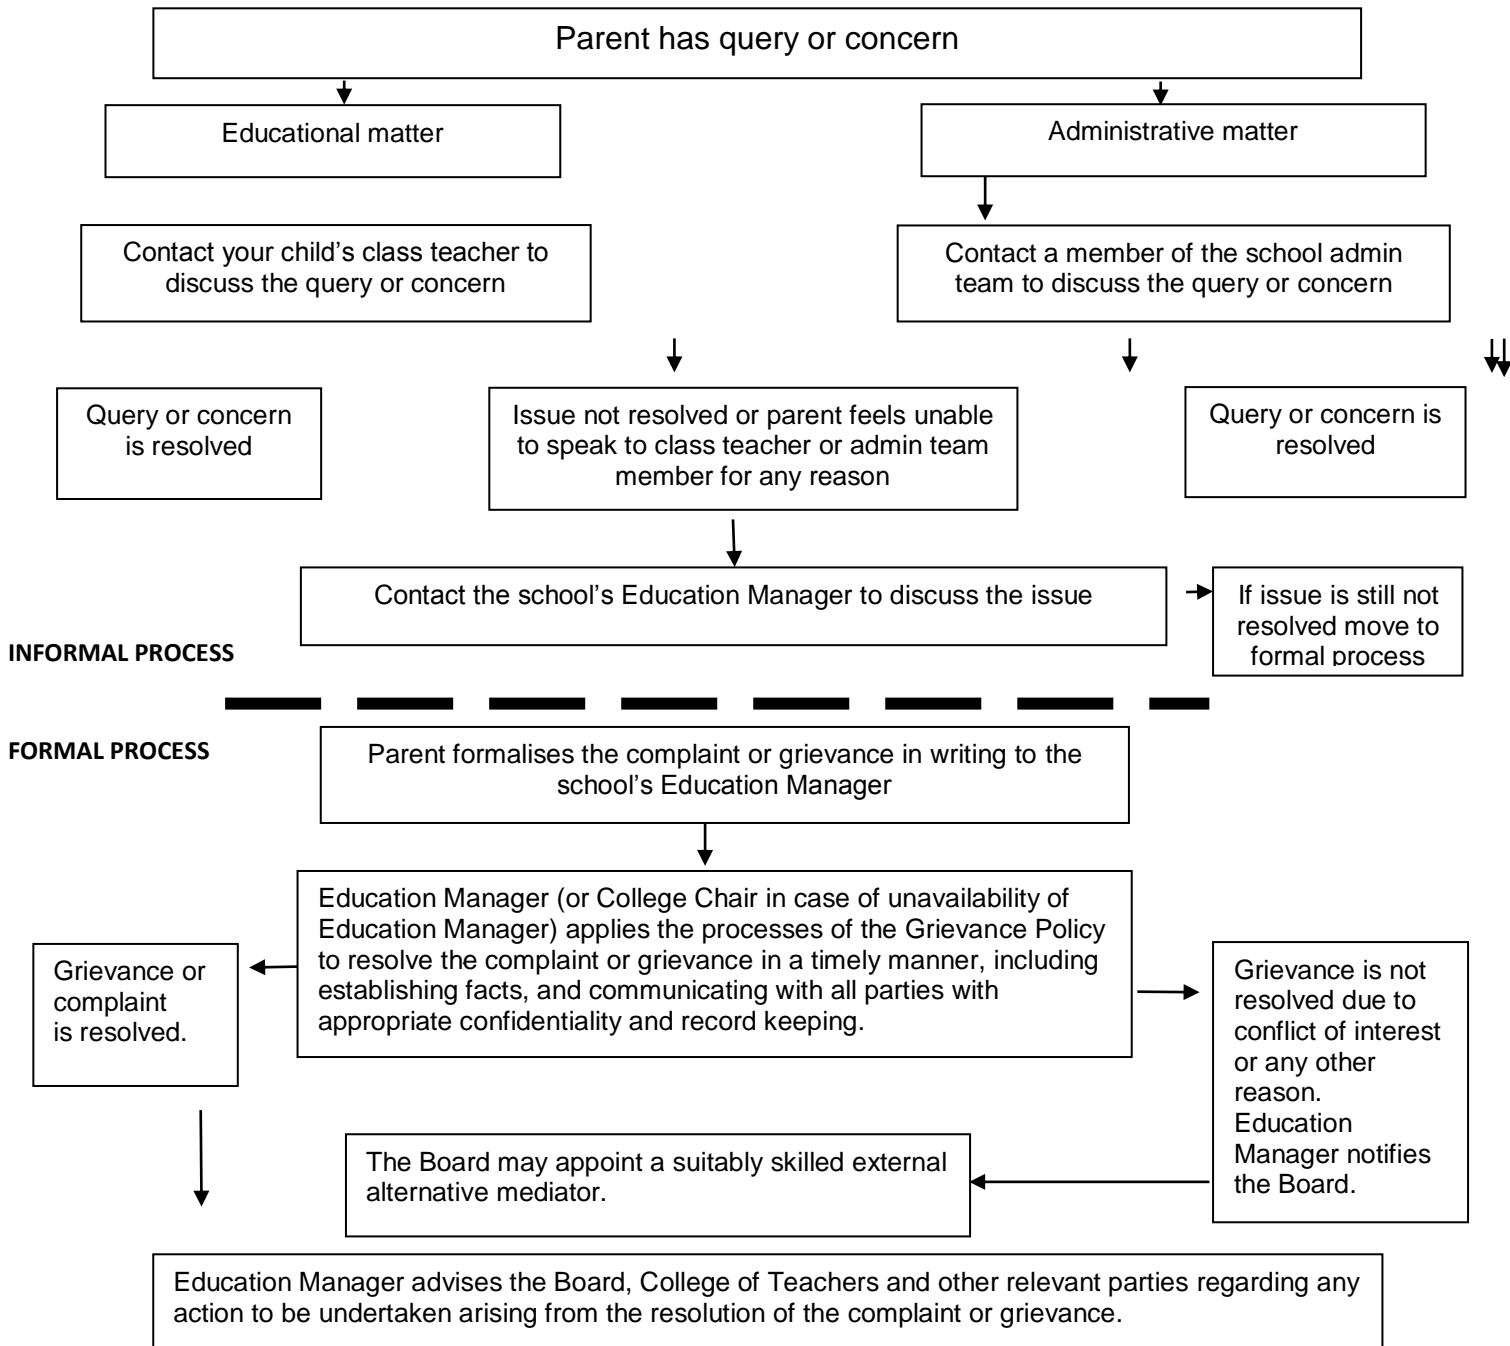 Parent has query or concern
Educational matter
Administrative matter
Contact your child’s class teacher to
discuss the query or concern
Contact a member of the school admin
team to discuss the query or concern
Query or concern
is resolved
Issue not resolved or parent feels unable
to speak to class teacher or admin team
member for any reason
Query or concern is
resolved
Contact the school’s Education Manager to discuss the issue
If issue is still not
resolved move to
formal process
INFORMAL PROCESS
FORMAL PROCESS
Parent formalises the complaint or grievance in writing to the
school’s Education Manager
Education Manager (or College Chair in case of unavailability of
Education Manager) applies the processes of the Grievance Policy
to resolve the complaint or grievance in a timely manner, including
establishing facts, and communicating with all parties with
appropriate confidentiality and record keeping.
Grievance or
complaint
is resolved.
Grievance is not
resolved due to
conflict of interest
or any other
reason.
Education
Manager notifies
the Board.
The Board may appoint a suitably skilled external
alternative mediator.
Education Manager advises the Board, College of Teachers and other relevant parties regarding any
action to be undertaken arising from the resolution of the complaint or grievance.